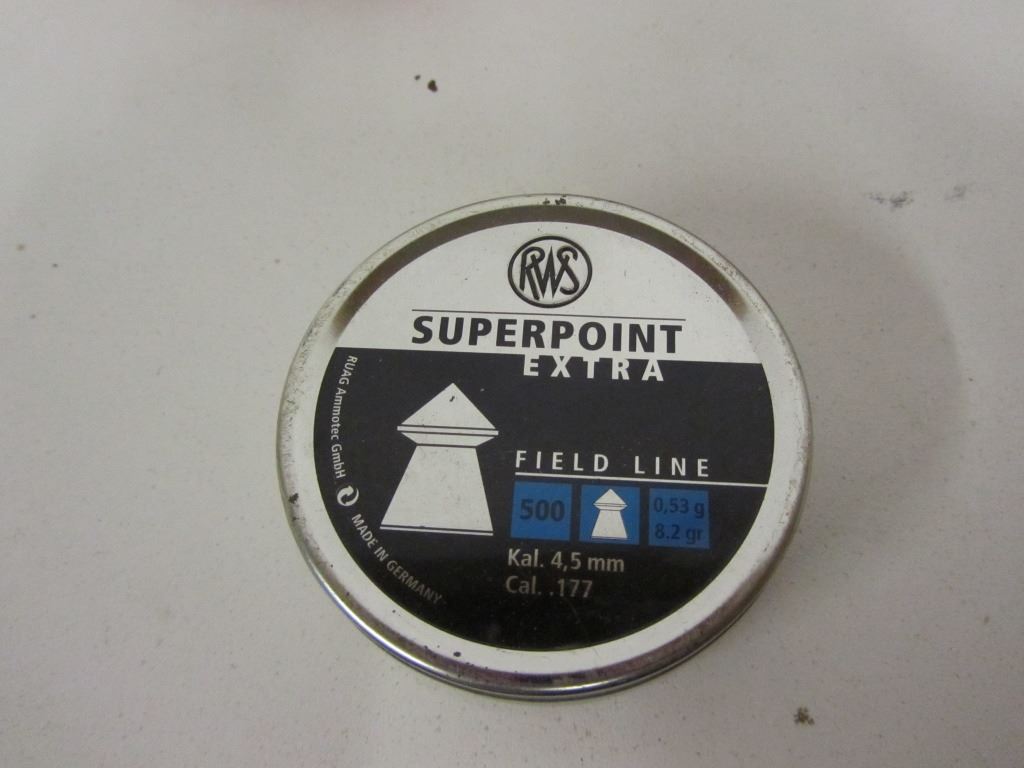 RWS
SUPERPOINT
EXTRA
FIELD LINE
500
0,53 g
8.2 gr
Kal. 4,5 mm
Cal. .177
RUAG Ammotec GmbH
MADE IN GERMANY